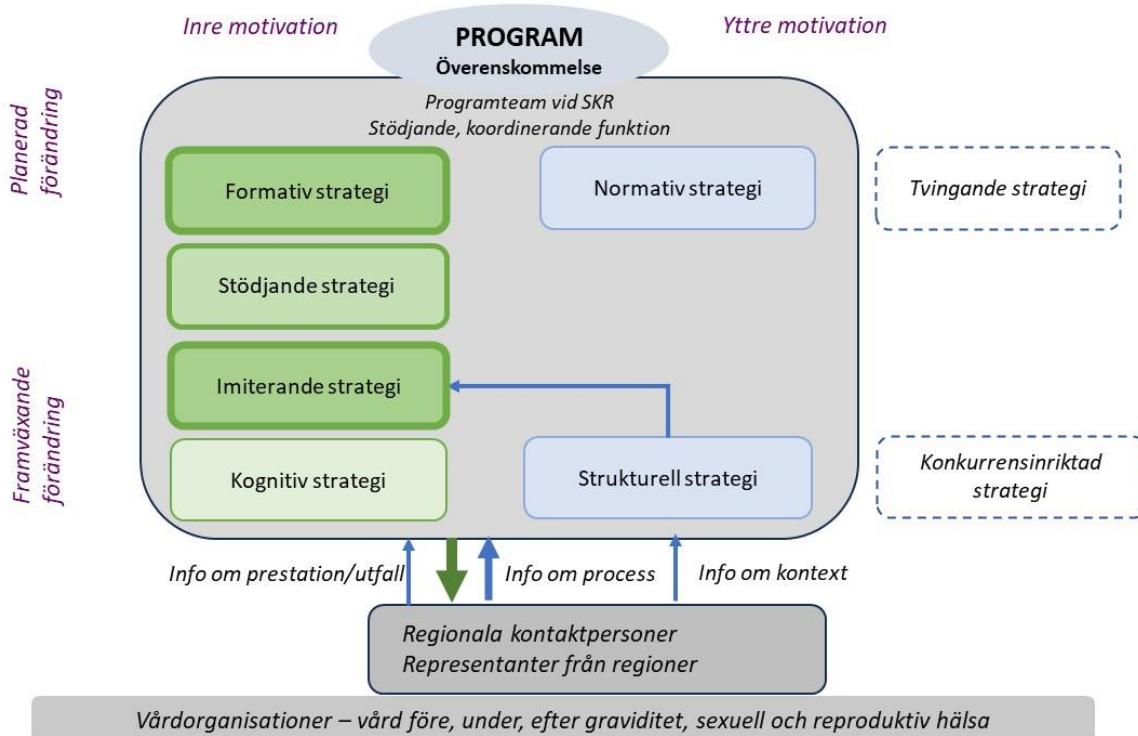 Inre motivation
PROGRAM
Överenskommelse
Yttre motivation
Planerad
förändring
Programteam vid SKR
Stödjande, koordinerande funktion
Formativ strategi
Normativ strategi
Tvingande strategi
Stödjande strategi
Framväxande
förändring
Imiterande strategi
Kognitiv strategi
Strukturell strategi
Konkurrensinriktad
strategi
Info om prestation/utfall
Info om process
Info om kontext
Regionala kontaktpersoner
Representanter från regioner
Vårdorganisationer – vård före, under, efter graviditet, sexuell och reproduktiv hälsa